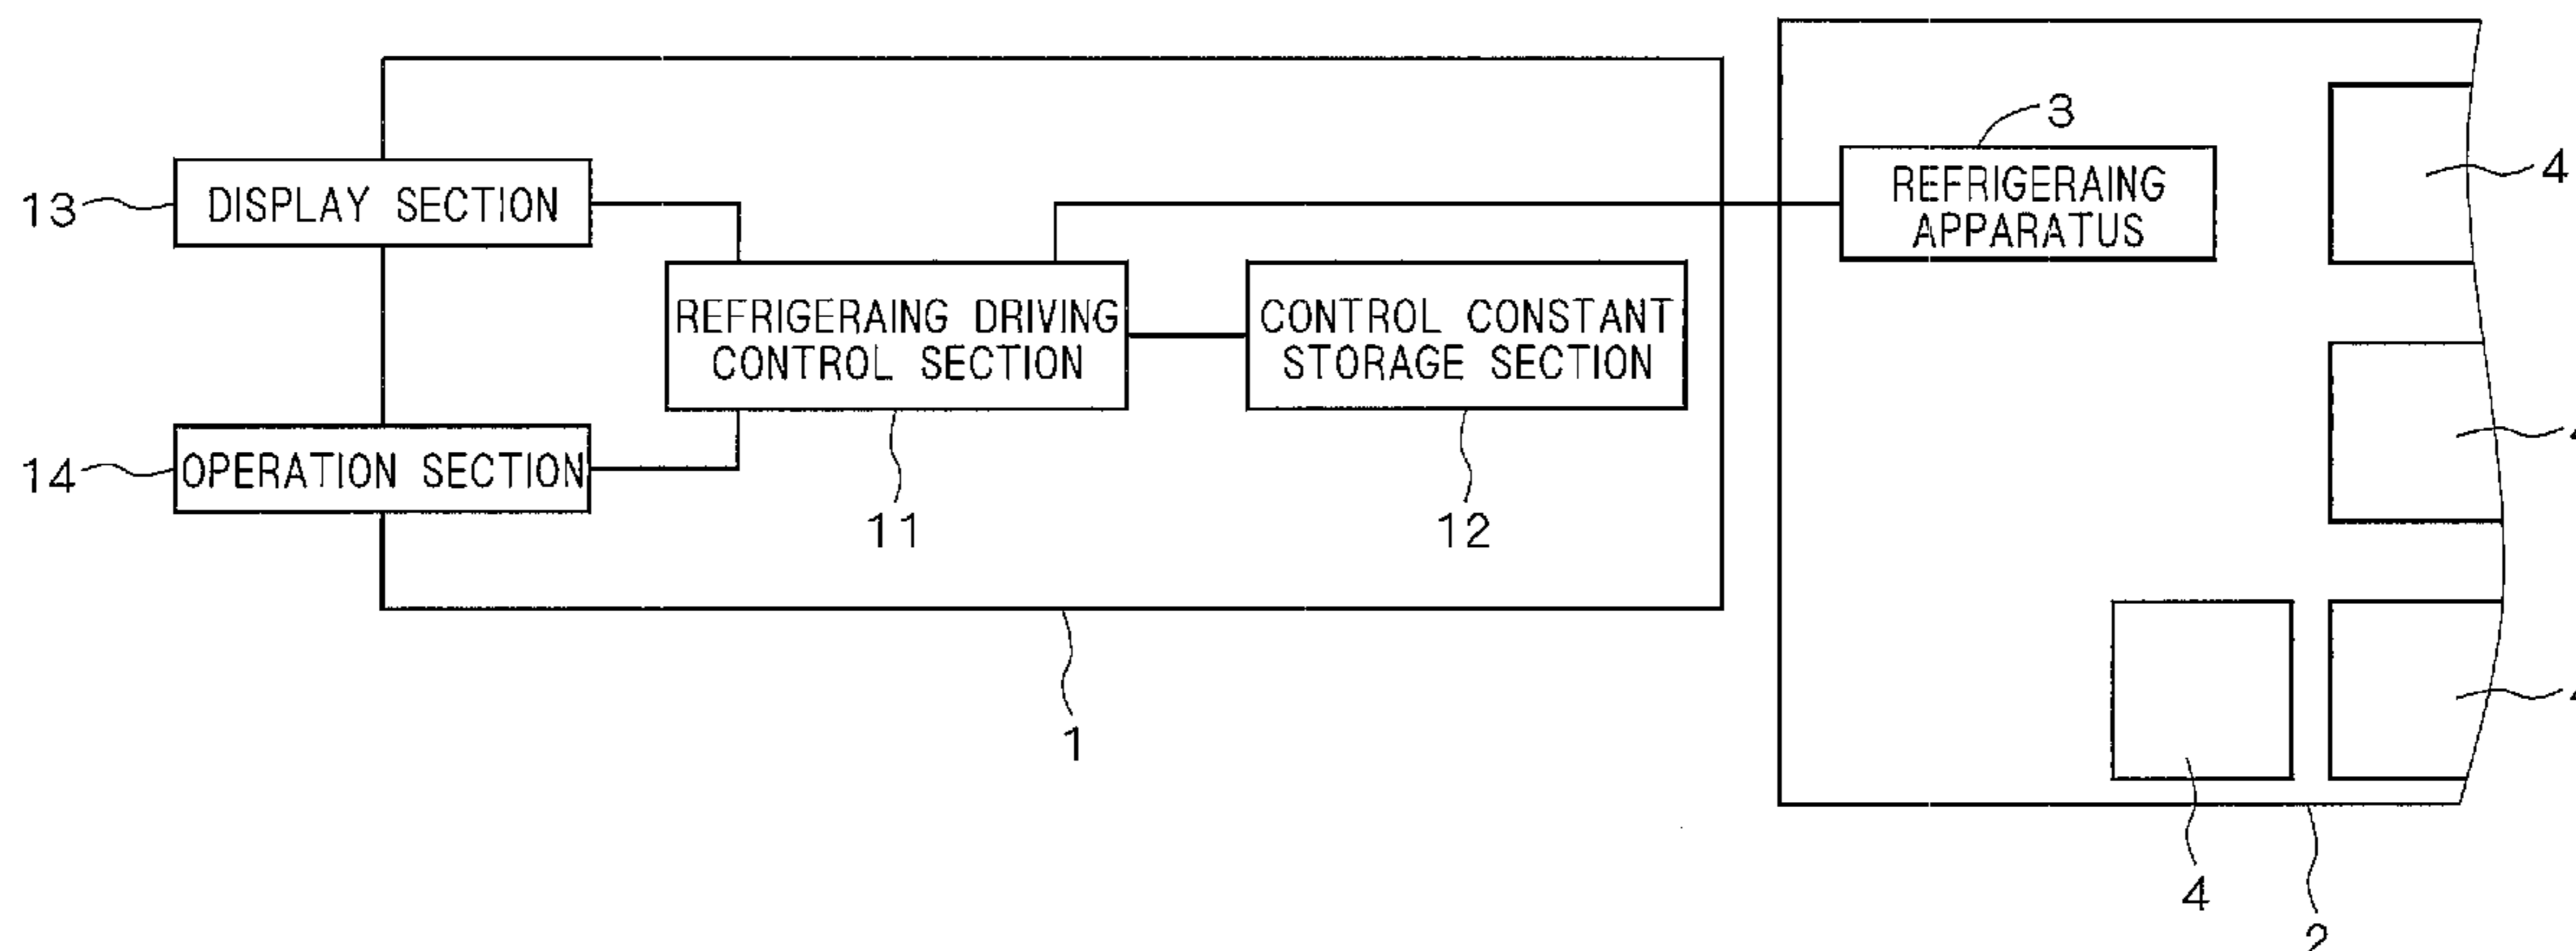 3
REFRIGERAING
APPARATUS
4
13
DISPLAY SECTION
REFRIGERAING DRIVING
CONTROL SECTION
CONTROL CONSTANT
STORAGE SECTION
14
OPERATION SECTION
11
12
1
4
2